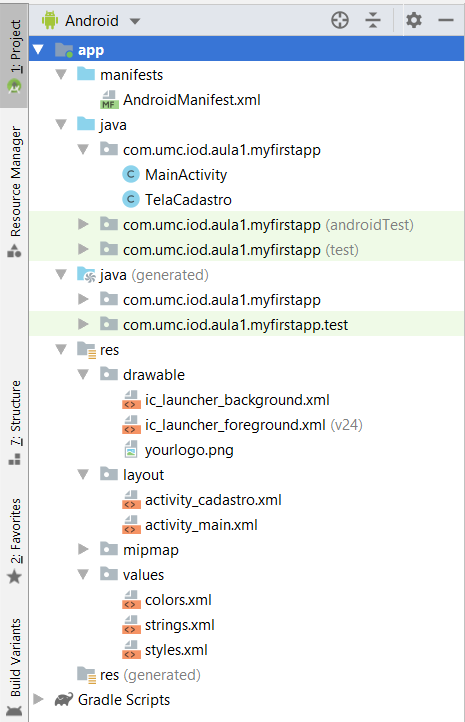 Android
1: Project
Resource Manager
7: Structure
2: Favorites
Build Variants
app
manifests
MF
AndroidManifest.xml
java
com.umc.iod.aula1.myfirstapp
C
MainActivity
C
TelaCadastro
com.umc.iod.aula1.myfirstapp (androidTest)
com.umc.iod.aula1.myfirstapp (test)
java (generated)
com.umc.iod.aula1.myfirstapp
com.umc.iod.aula1.myfirstapp.test
res
drawable
ic_launcher_background.xml
ic_launcher_foreground.xml (v24)
yourlogo.png
layout
activity_cadastro.xml
activity_main.xml
mipmap
values
colors.xml
strings.xml
styles.xml
res (generated)
Gradle Scripts